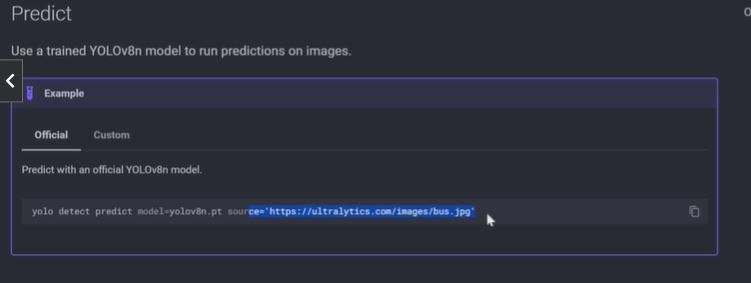 Predict
Use a trained YOLOv8n model to run predictions on images.
Example
Official Custom
Predict with an official YOLOv8n model.
yolo detect predict model=yolov8n.pt source='https://ultralytics.com/images/bus.jpg'